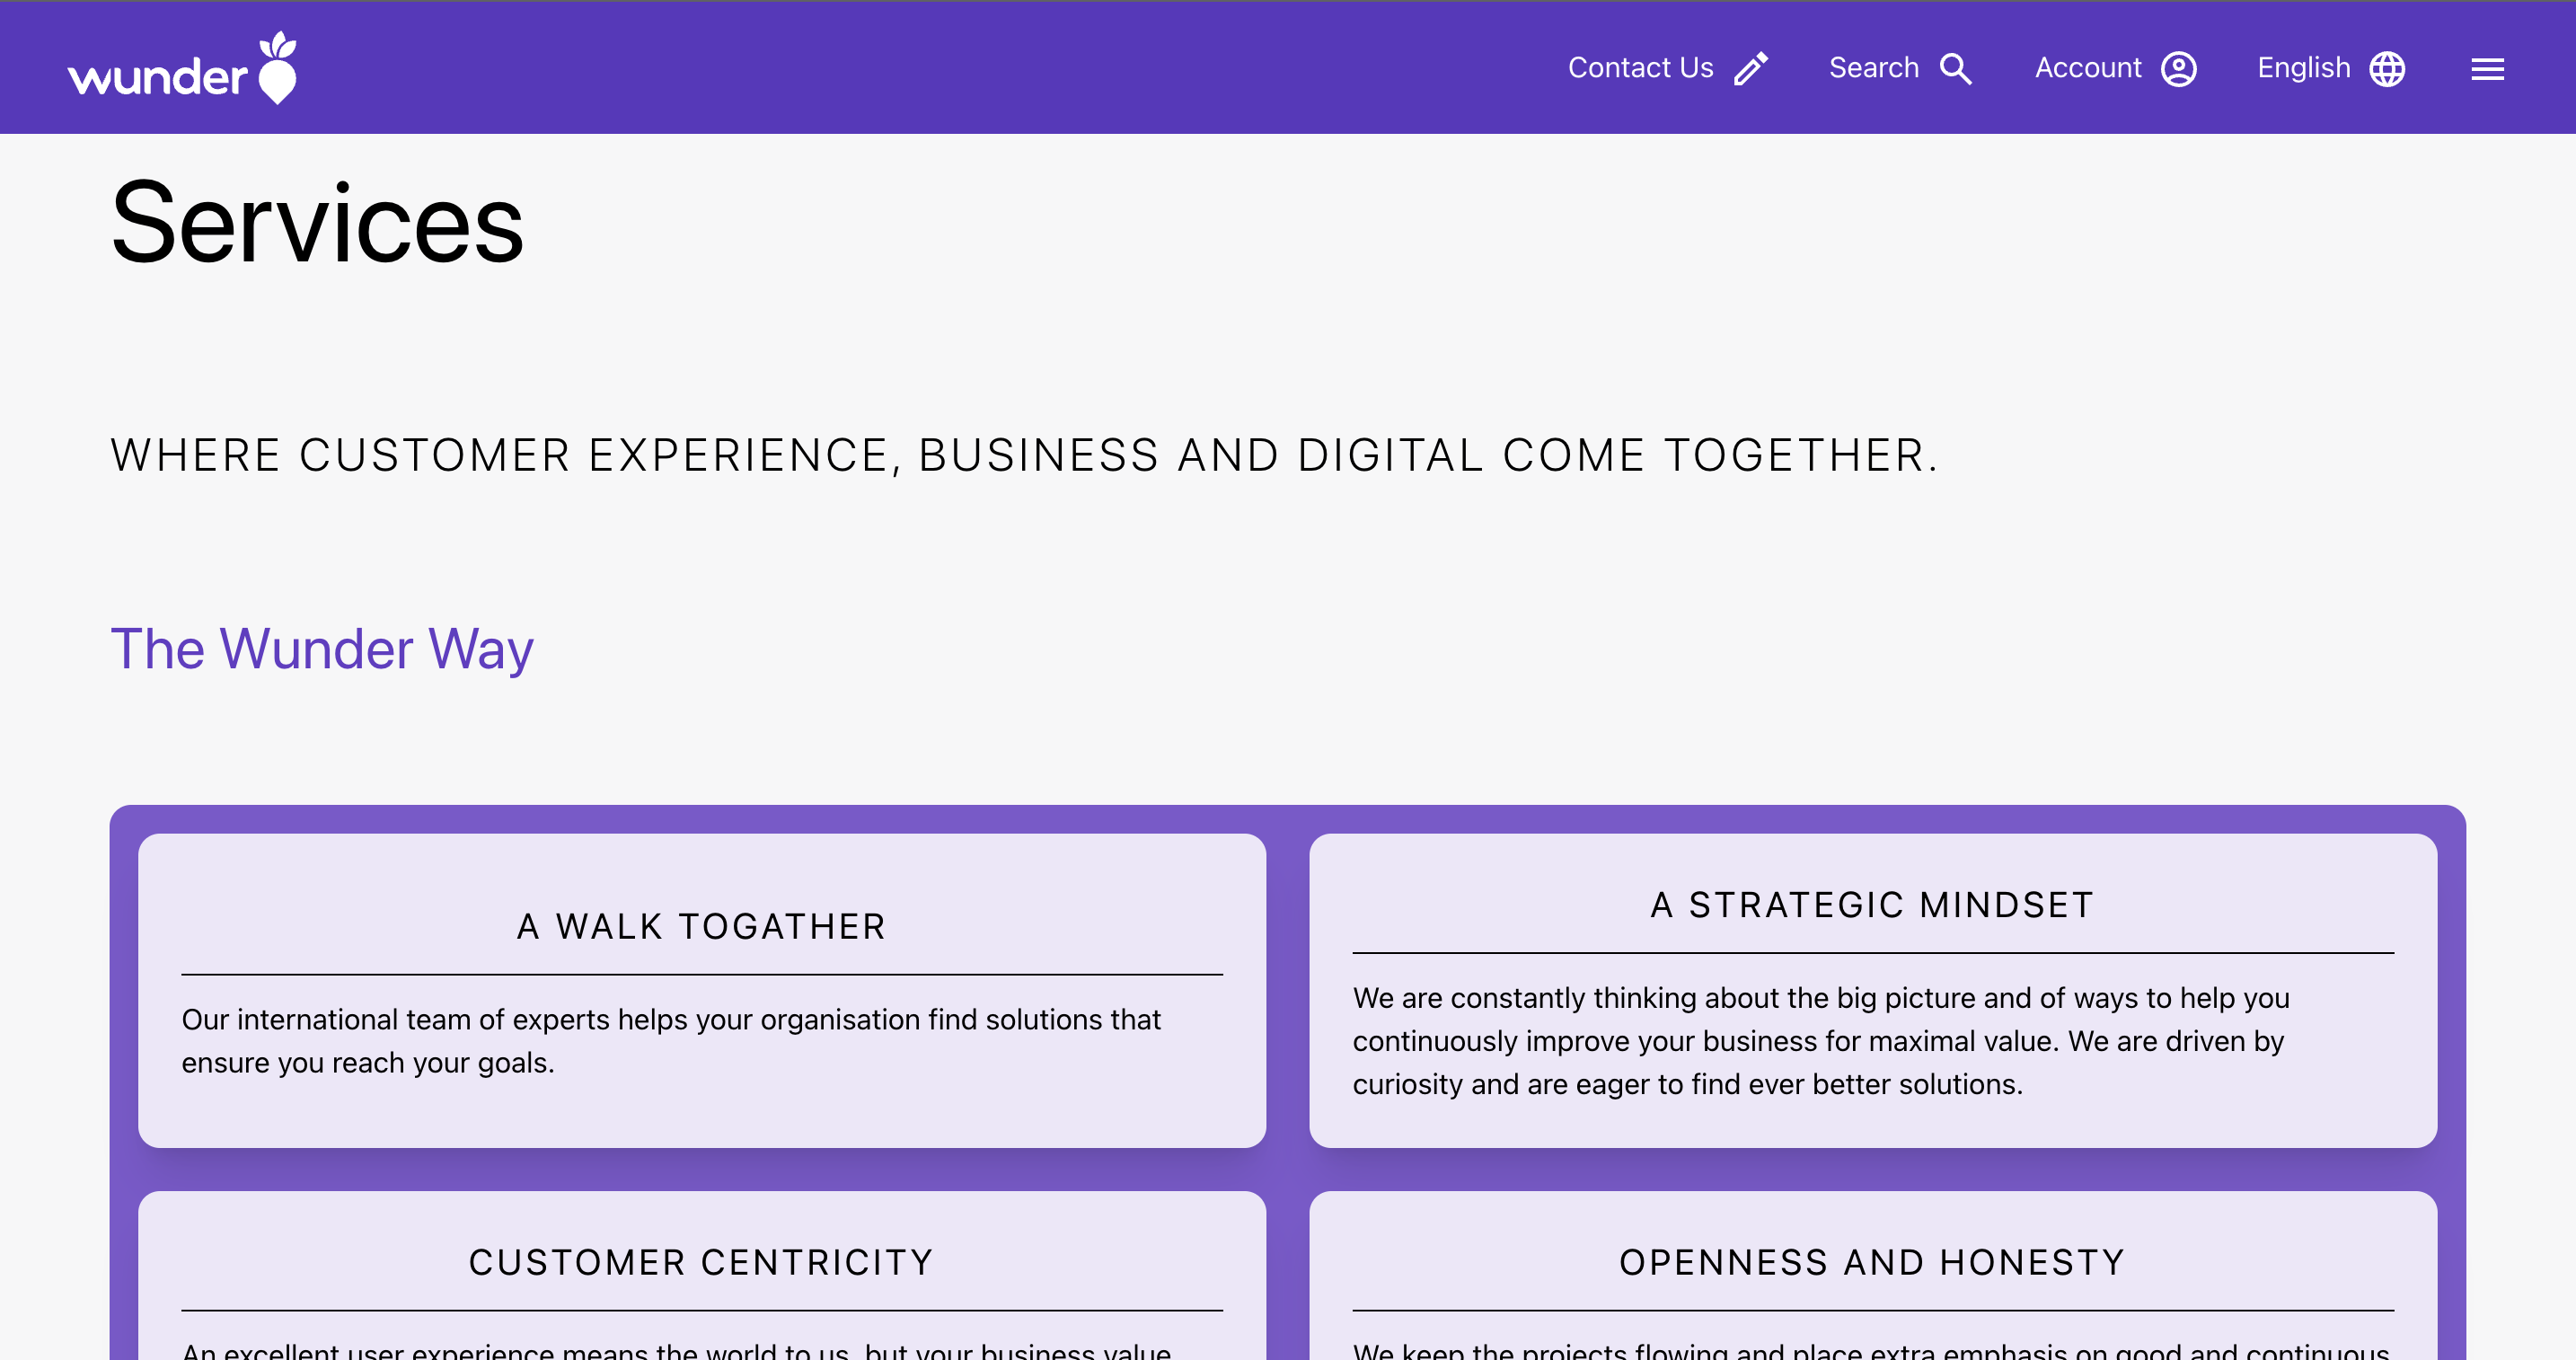 wunder
Contact Us
Search
Account
English
Services
WHERE CUSTOMER EXPERIENCE, BUSINESS AND DIGITAL COME TOGETHER.
The Wunder Way
A WALK TOGATHER
Our international team of experts helps your organisation find solutions that
ensure you reach your goals.
A STRATEGIC MINDSET
We are constantly thinking about the big picture and of ways to help you
continuously improve your business for maximal value. We are driven by
curiosity and are eager to find ever better solutions.
CUSTOMER CENTRICITY
An excellent user experience means the world to us, but your business value
OPENNESS AND HONESTY
We keep the projects flowing and place extra emphasis on good and continuous